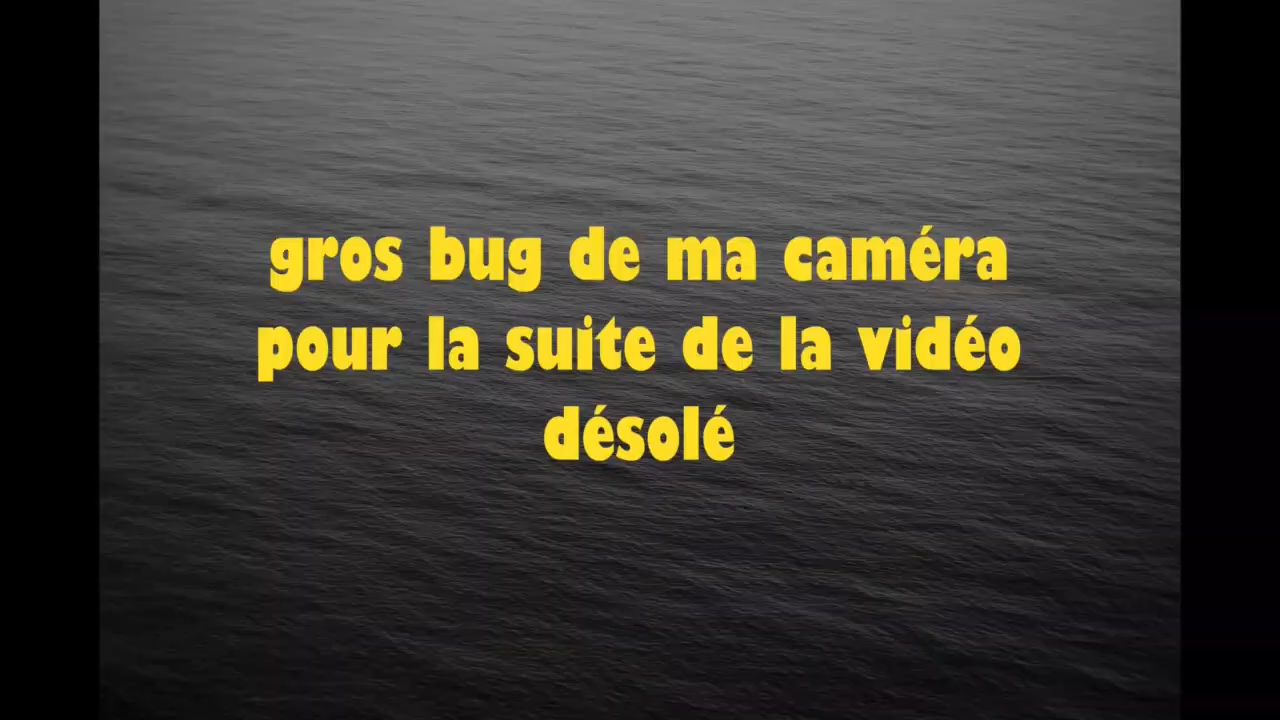 gros bug de ma caméra
pour la suite de la vidéo
désolé